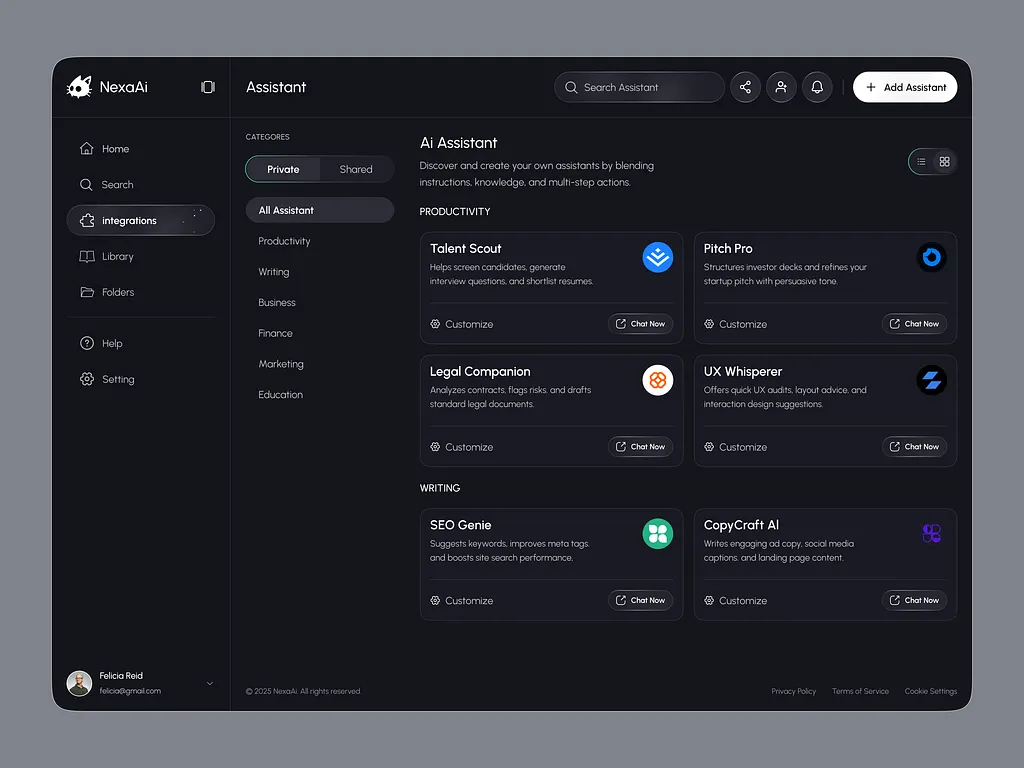 NexaAi
Assistant
Search Assistant
Add Assistant
Home
Search
integrations
Library
Folders
Help
Setting
Felicia Reid
felicia@gmail.com
CATEGORES
Private
Shared
All Assistant
Productivity
Writing
Business
Finance
Marketing
Education
Ai Assistant
Discover and create your own assistants by blending
instructions, knowledge, and multi-step actions.
PRODUCTIVITY
Talent Scout
Helps screen candidates, generate
interview questions, and shortlist resumes.
Customize
Chat Now
Pitch Pro
Structures investor decks and refines your
startup pitch with persuasive tone.
Customize
Chat Now
Legal Companion
Analyzes contracts, flags risks, and drafts
standard legal documents.
Customize
Chat Now
UX Whisperer
Offers quick UX audits, layout advice, and
interaction design suggestions.
Customize
Chat Now
WRITING
SEO Genie
Suggests keywords, improves meta tags,
and boosts site search performance.
Customize
Chat Now
CopyCraft AI
Writes engaging ad copy, social media
captions, and landing page content.
Customize
Chat Now
© 2025 NexaAi. All rights reserved.
Privacy Policy
Terms of Service
Cookie Settings